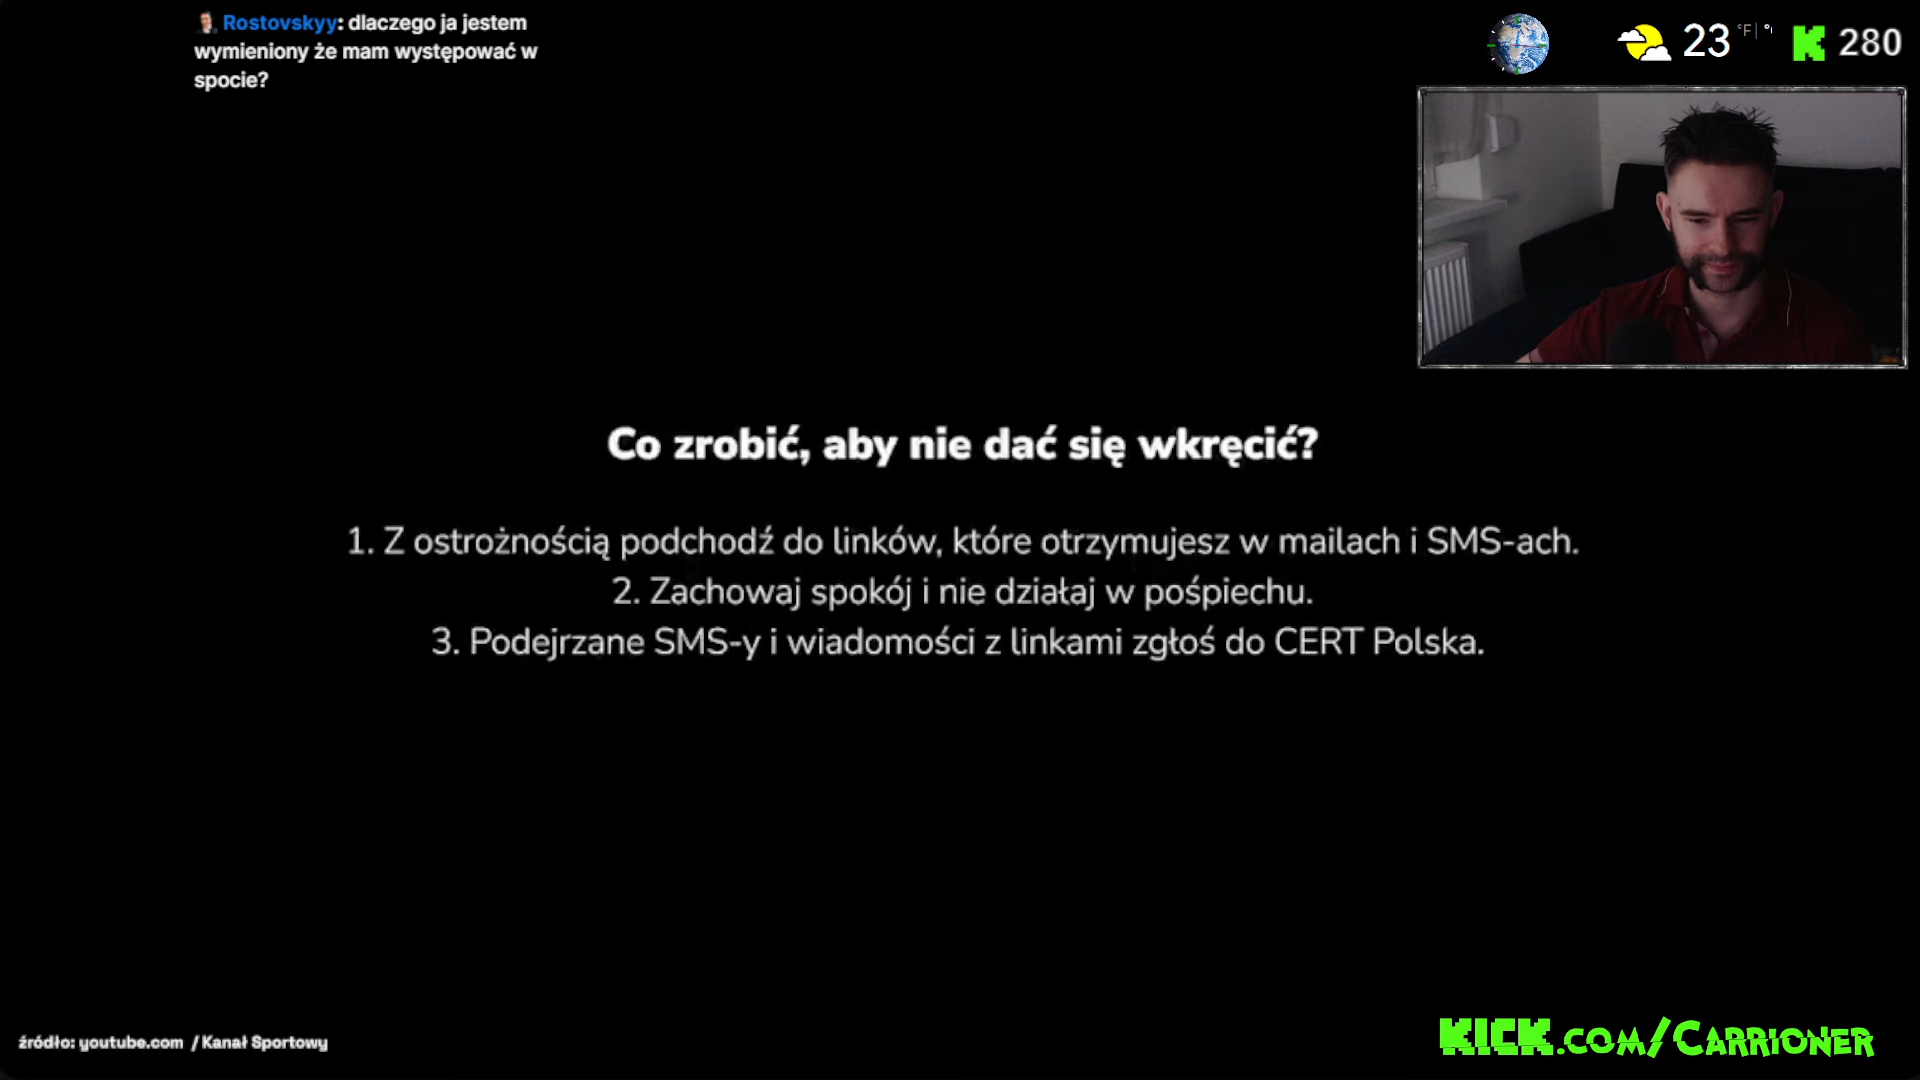 Rostovskyy: dlaczego ja jestem
wymieniony że mam występować w
spocie?
23 °F|
280
Co zrobić, aby nie dać się wkręcić?
1. Z ostrożnością podchodź do linków, które otrzymujesz w mailach i SMS-ach.
2. Zachowaj spokój i nie działaj w pośpiechu.
3. Podejrzane SMS-y i wiadomości z linkami zgłoś do CERT Polska.
źródło: youtube.com / Kanał Sportowy
KICK.com/Carrioner